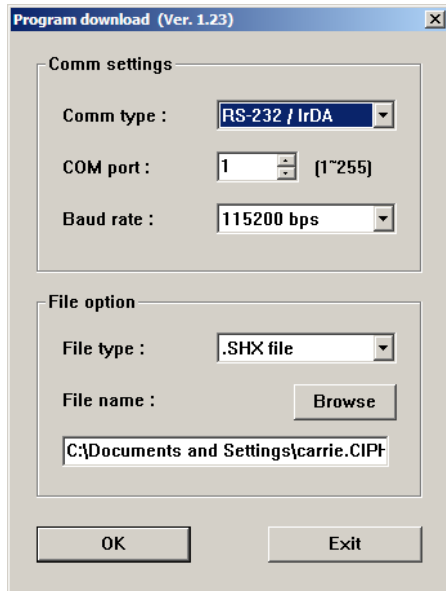 Program download (Ver. 1.23)
Comm settings
Comm type : RS-232 / IrDA
COM port : 1 (1~255)
Baud rate : 115200 bps
File option
File type : .SHX file
File name : Browse
C:\Documents and Settings\carrie.CIPH
OK Exit